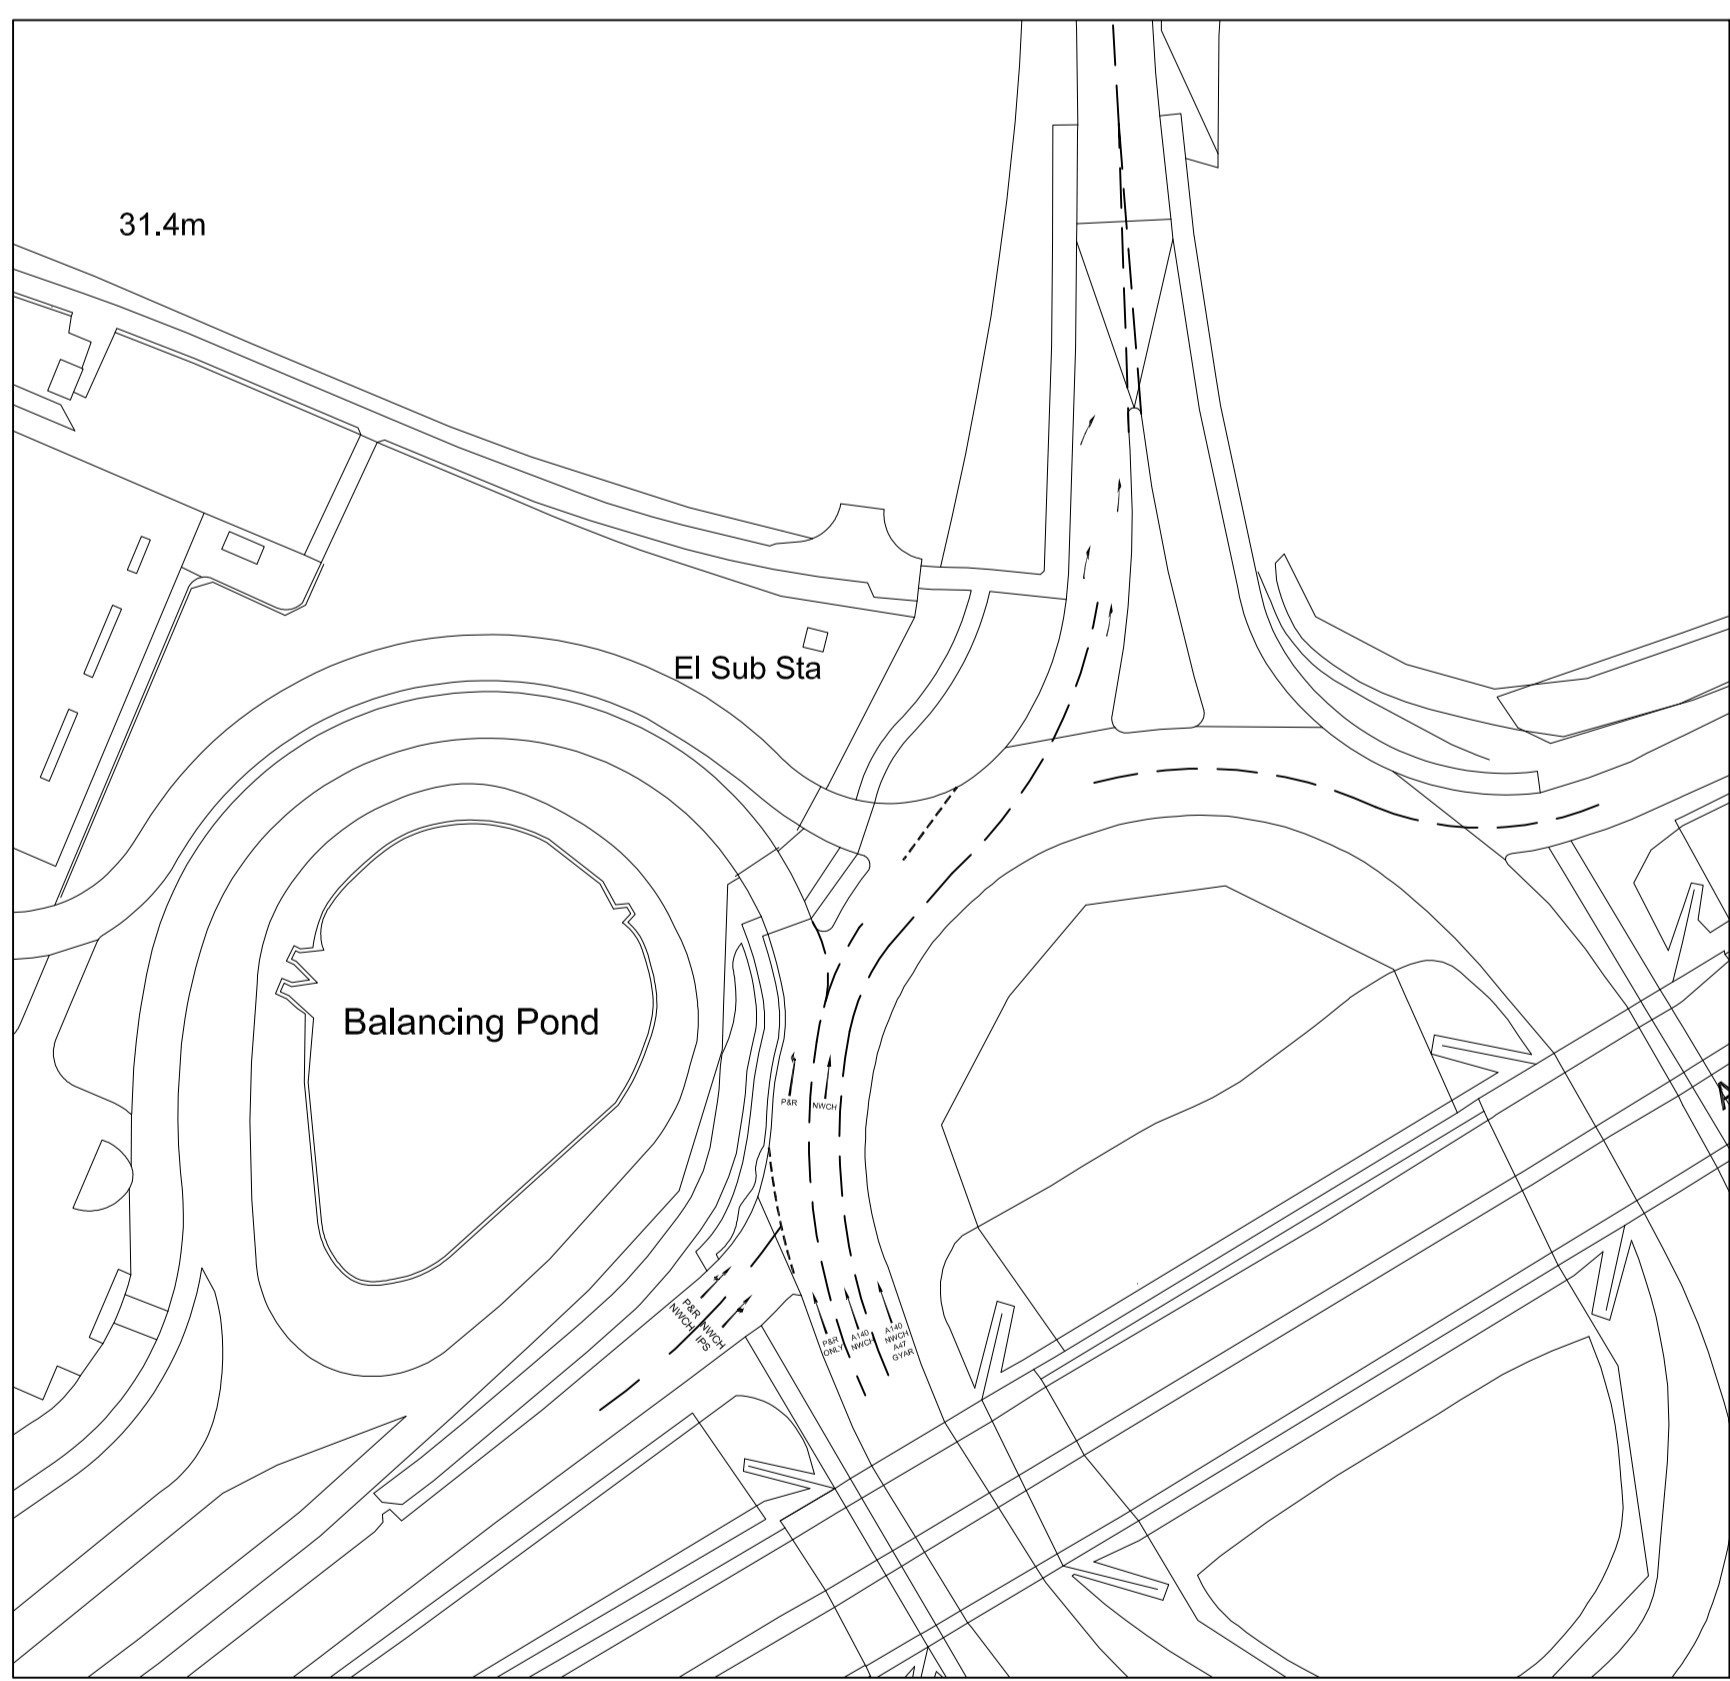 31.4m
El Sub Sta
Balancing Pond
P&R
NWCH
P&R
NWCH
NWCH
IPS
P&R
ONLY
A140
NWCH
A140
NWCH
A47
GYAR